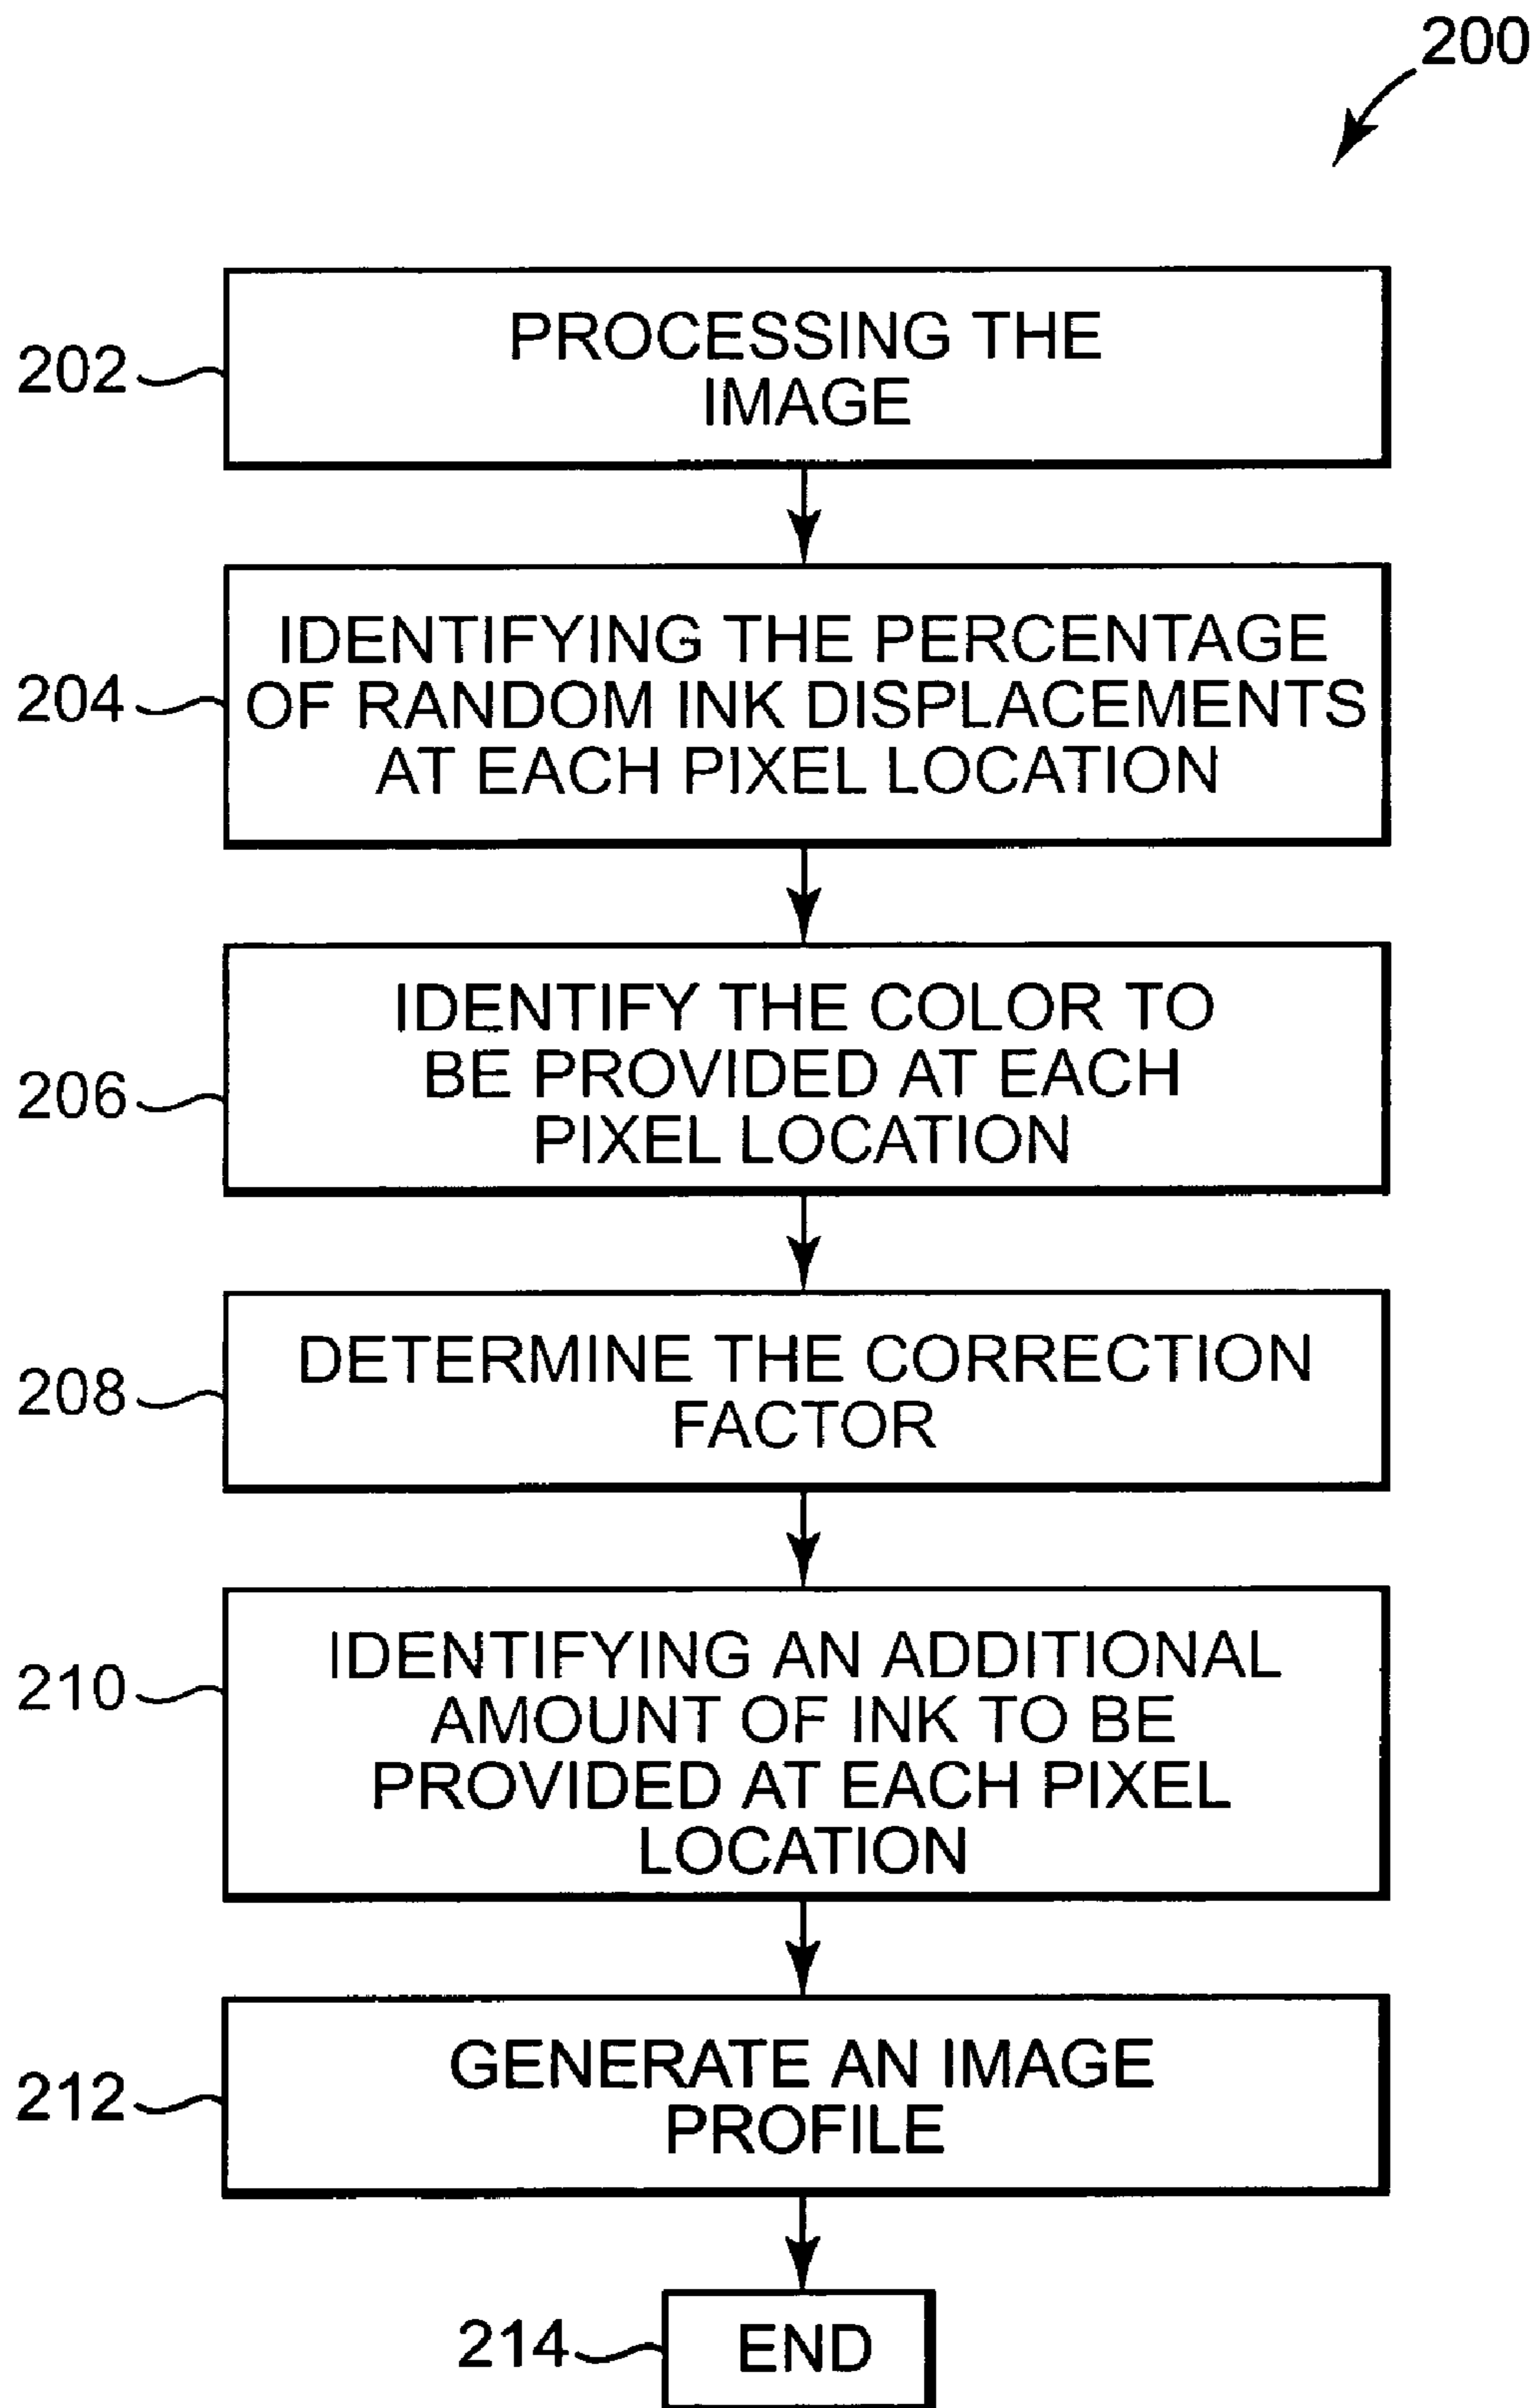 200
202
PROCESSING THE
IMAGE
204
IDENTIFYING THE PERCENTAGE
OF RANDOM INK DISPLACEMENTS
AT EACH PIXEL LOCATION
206
IDENTIFY THE COLOR TO
BE PROVIDED AT EACH
PIXEL LOCATION
208
DETERMINE THE CORRECTION
FACTOR
210
IDENTIFYING AN ADDITIONAL
AMOUNT OF INK TO BE
PROVIDED AT EACH PIXEL
LOCATION
212
GENERATE AN IMAGE
PROFILE
214
END